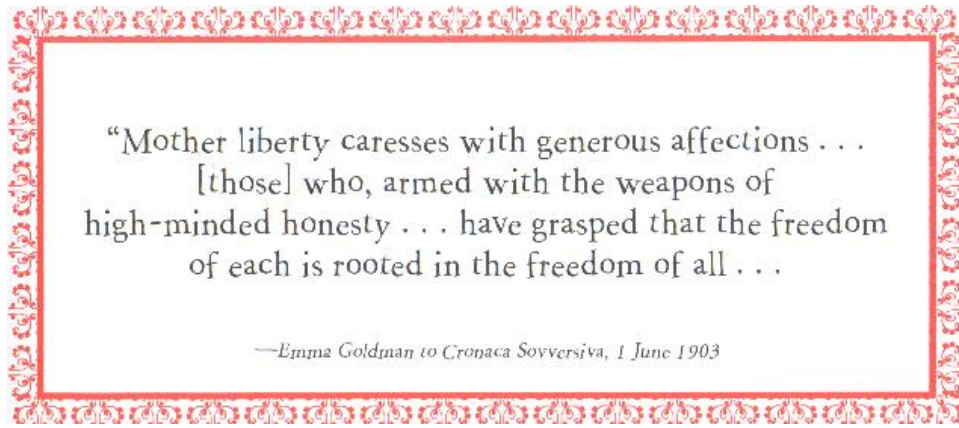 “Mother liberty caresses with generous affections . . .
[those] who, armed with the weapons of
high-minded honesty . . . have grasped that the freedom
of each is rooted in the freedom of all . . .
—Emma Goldman to Cronaca Sovversiva, 1 June 1903